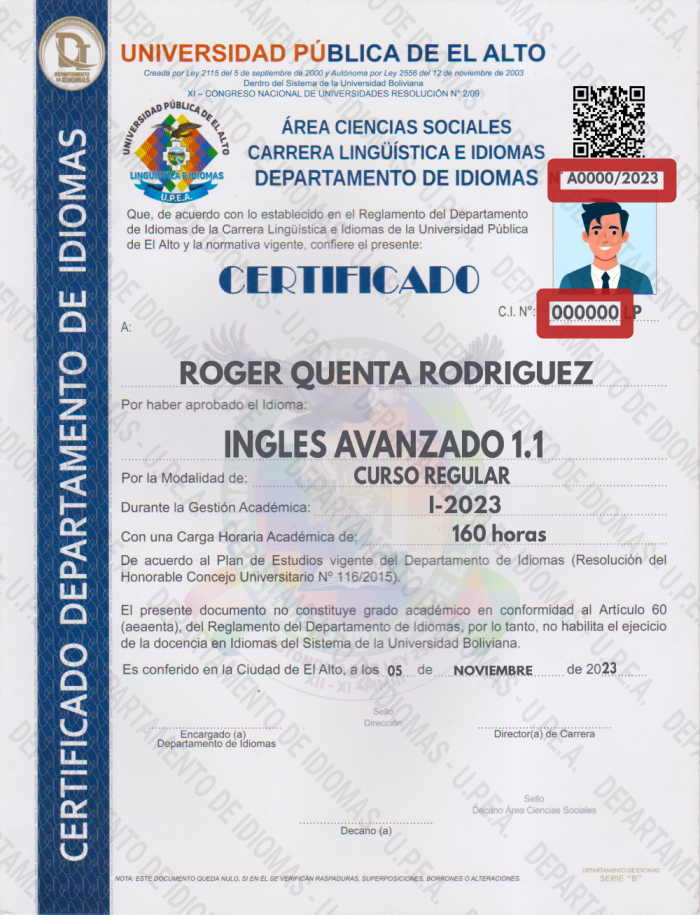 DEPARTAMENTO
DE IDIOMAS
CERTIFICADO DEPARTAMENTO DE IDIOMAS
UNIVERSIDAD PÚBLICA DE EL ALTO
Creada por Ley 2115 del 5 de septiembre de 2000 y Autónoma por Ley 2556 del 12 de noviembre de 2003
Dentro del Sistema de la Universidad Boliviana
XI – CONGRESO NACIONAL DE UNIVERSIDADES RESOLUCIÓN N° 2/09
UNIVERSIDAD PÚBLICA DE EL ALTO
LINGÜÍSTICA E IDIOMAS
U.P.E.A.
ÁREA CIENCIAS SOCIALES
CARRERA LINGÜÍSTICA E IDIOMAS
DEPARTAMENTO DE IDIOMAS
N° A0000/2023
Que, de acuerdo con lo establecido en el Reglamento del Departamento
de Idiomas de la Carrera Lingüística e Idiomas de la Universidad Pública
de El Alto y la normativa vigente, confiere el presente:
CERTIFICADO
C.I. N°: 000000 LP
A:
ROGER QUENTA RODRIGUEZ
Por haber aprobado el Idioma:
INGLES AVANZADO 1.1
Por la Modalidad de: CURSO REGULAR
Durante la Gestión Académica: I-2023
Con una Carga Horaria Académica de: 160 horas
De acuerdo al Plan de Estudios vigente del Departamento de Idiomas (Resolución del
Honorable Concejo Universitario Nº 116/2015).
El presente documento no constituye grado académico en conformidad al Articulo 60
(aeaenta), del Reglamento del Departamento de Idiomas, por lo tanto, no habilita el ejecicio
de la docencia en Idiomas del Sistema de la Universidad Boliviana.
Es conferido en la Ciudad de El Alto, a los 05 de NOVIEMBRE de 2023
Sello
Dirección
Encargado (a)
Departamento de Idiomas
Director(a) de Carrera
Sello
Decano Área Ciencias Sociales
Decano (a)
NOTA: ESTE DOCUMENTO QUEDA NULO, SI EN ÉL SE VERIFICAN RASPADURAS, SUPERPOSICIONES, BORRONES O ALTERACIONES.
DEPARTAMENTO DE IDIOMAS
SERIE "B"
DEPARTAMENTO DE IDIOMAS - U.P.E.A.